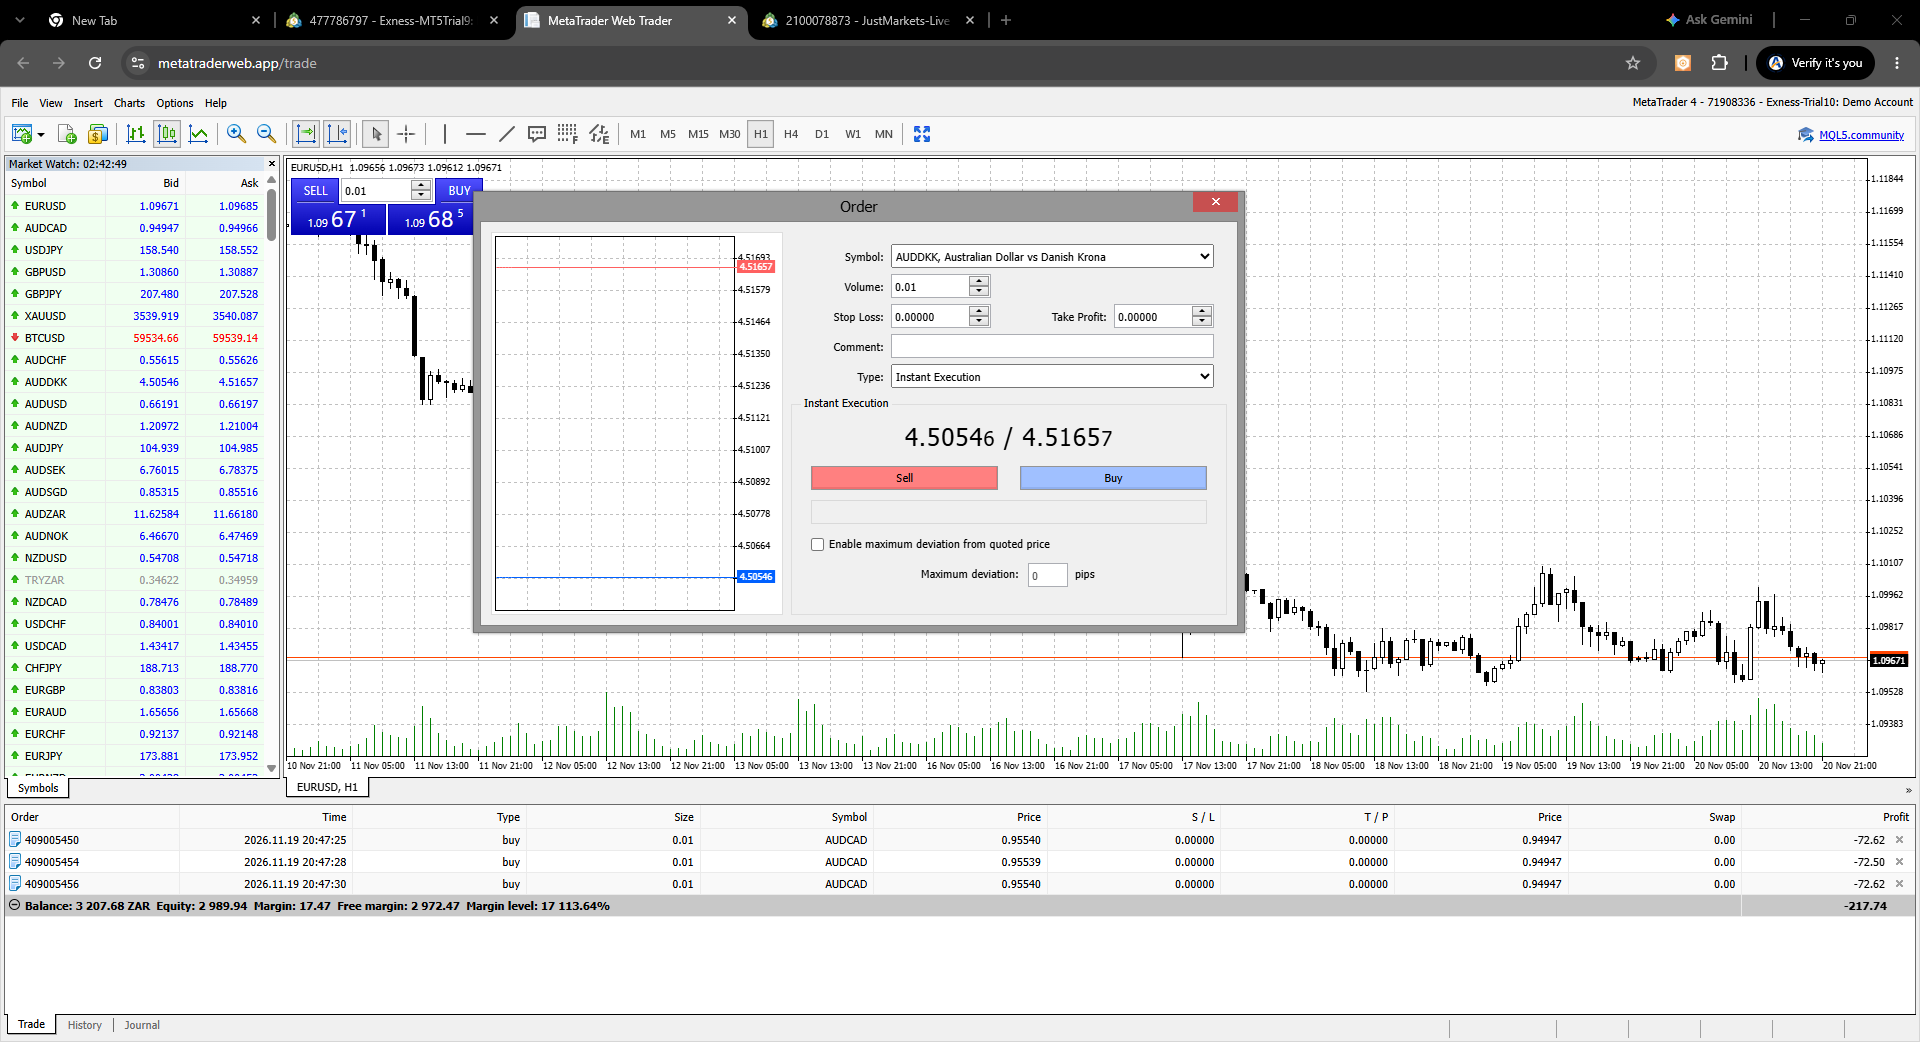 New Tab
477786797 - Exness-MT5Trial9
MetaTrader Web Trader
2100078873 - JustMarkets-Live
Ask Gemini
metatraderweb.app/trade
Verify it's you
File View Insert Charts Options Help
MetaTrader 4 - 71908336 - Exness-Trial10: Demo Account
M1 M5 M15 M30 H1 H4 D1 W1 MN
MQL5.community
Market Watch: 02:42:49
Symbol Bid Ask
EURUSD 1.09671 1.09685
AUDCAD 0.94947 0.94966
USDJPY 158.540 158.552
GBPUSD 1.30860 1.30887
GBPJPY 207.480 207.528
XAUUSD 3539.919 3540.087
BTCUSD 59534.66 59539.14
AUDCHF 0.55615 0.55626
AUDDKK 4.50546 4.51657
AUDUSD 0.66191 0.66197
AUDNZD 1.20972 1.21004
AUDJPY 104.939 104.985
AUDSEK 6.76015 6.78375
AUDSGD 0.85315 0.85516
AUDZAR 11.62584 11.66180
AUDNOK 6.46670 6.47469
NZDUSD 0.54708 0.54718
TRYZAR 0.34622 0.34959
NZDCAD 0.78476 0.78489
USDCHF 0.84001 0.84010
USDCAD 1.43417 1.43455
CHFJPY 188.713 188.770
EURGBP 0.83803 0.83816
EURAUD 1.65656 1.65668
EURCHF 0.92137 0.92148
EURJPY 173.881 173.952
Symbols
EURUSD,H1 1.09656 1.09673 1.09612 1.09671
SELL 0.01 BUY
1.09 67 1 1.09 68 5
Order
4.51693
4.51657
4.51579
4.51464
4.51350
4.51236
4.51121
4.51007
4.50892
4.50778
4.50664
4.50546
Symbol: AUDDKK, Australian Dollar vs Danish Krona
Volume: 0.01
Stop Loss: 0.00000 Take Profit: 0.00000
Comment:
Type: Instant Execution
Instant Execution
4.50546 / 4.51657
Sell Buy
Enable maximum deviation from quoted price
Maximum deviation: 0 pips
1.11844
1.11699
1.11554
1.11410
1.11265
1.11120
1.10975
1.10831
1.10686
1.10541
1.10396
1.10252
1.10107
1.09962
1.09817
1.09671
1.09528
1.09383
10 Nov 21:00 11 Nov 05:00 11 Nov 13:00 11 Nov 21:00 12 Nov 05:00 12 Nov 13:00 12 Nov 21:00 13 Nov 05:00 13 Nov 13:00 13 Nov 21:00 16 Nov 05:00 16 Nov 13:00 16 Nov 21:00 17 Nov 05:00 17 Nov 13:00 17 Nov 21:00 18 Nov 05:00 18 Nov 13:00 18 Nov 21:00 19 Nov 05:00 19 Nov 13:00 19 Nov 21:00 20 Nov 05:00 20 Nov 13:00 20 Nov 21:00
EURUSD, H1
Order Time Type Size Symbol Price S / L T / P Price Swap Profit
409005450 2026.11.19 20:47:25 buy 0.01 AUDCAD 0.95540 0.00000 0.00000 0.94947 0.00 -72.62
409005454 2026.11.19 20:47:28 buy 0.01 AUDCAD 0.95539 0.00000 0.00000 0.94947 0.00 -72.50
409005456 2026.11.19 20:47:30 buy 0.01 AUDCAD 0.95540 0.00000 0.00000 0.94947 0.00 -72.62
Balance: 3 207.68 ZAR Equity: 2 989.94 Margin: 17.47 Free margin: 2 972.47 Margin level: 17 113.64% -217.74
Trade History Journal